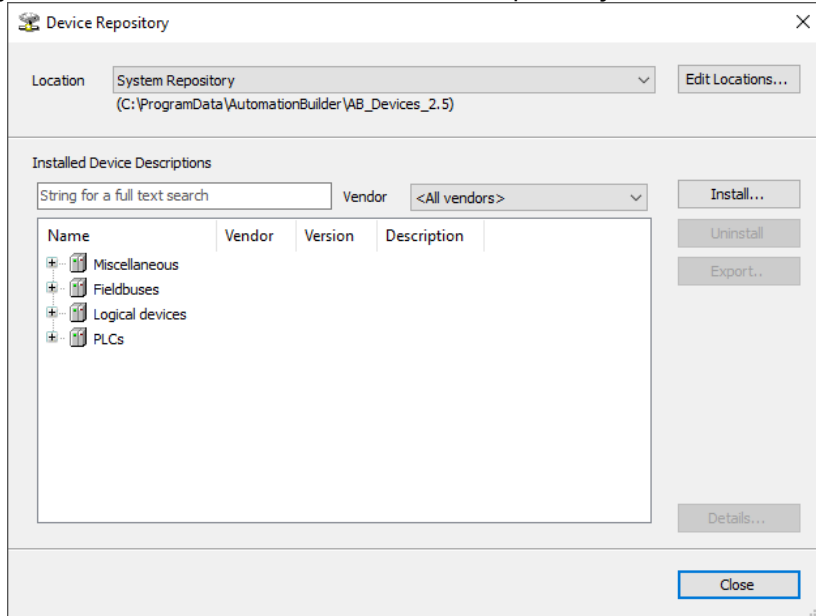 Device Repository
Location System Repository Edit Locations...
(C:\ProgramData\AutomationBuilder\AB_Devices_2.5)
Installed Device Descriptions
String for a full text search Vendor <All vendors> Install...
Name Vendor Version Description Uninstall
Miscellaneous Export..
Fieldbuses
Logical devices
PLCs
Details...
Close